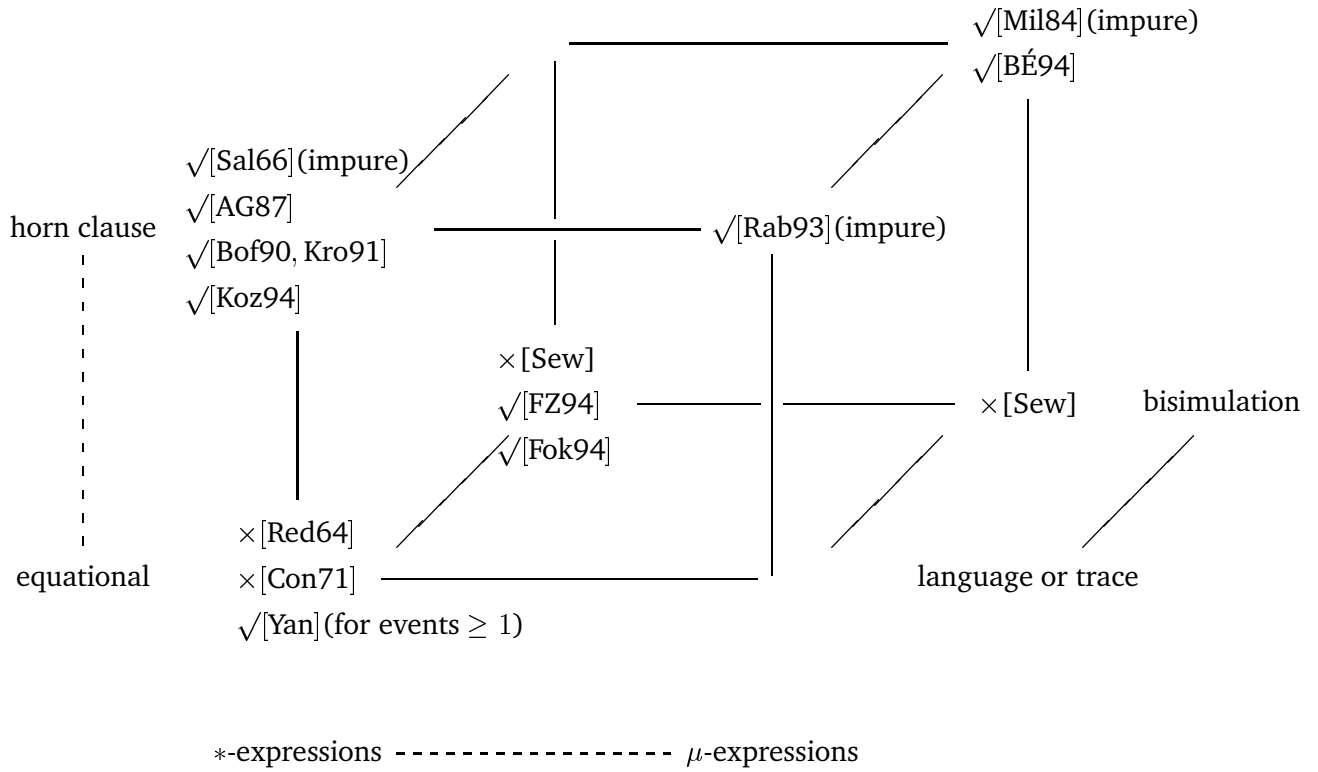 √[Mil84](impure)
√[BÉ94]
√[Sal66](impure)
√[AG87]
horn clause
√[Bof90, Kro91]
√[Koz94]
√[Rab93](impure)
×[Sew]
√[FZ94]
√[Fok94]
×[Sew]
bisimulation
×[Red64]
×[Con71]
√[Yan](for events ≥ 1)
equational
language or trace
∗-expressions
μ-expressions